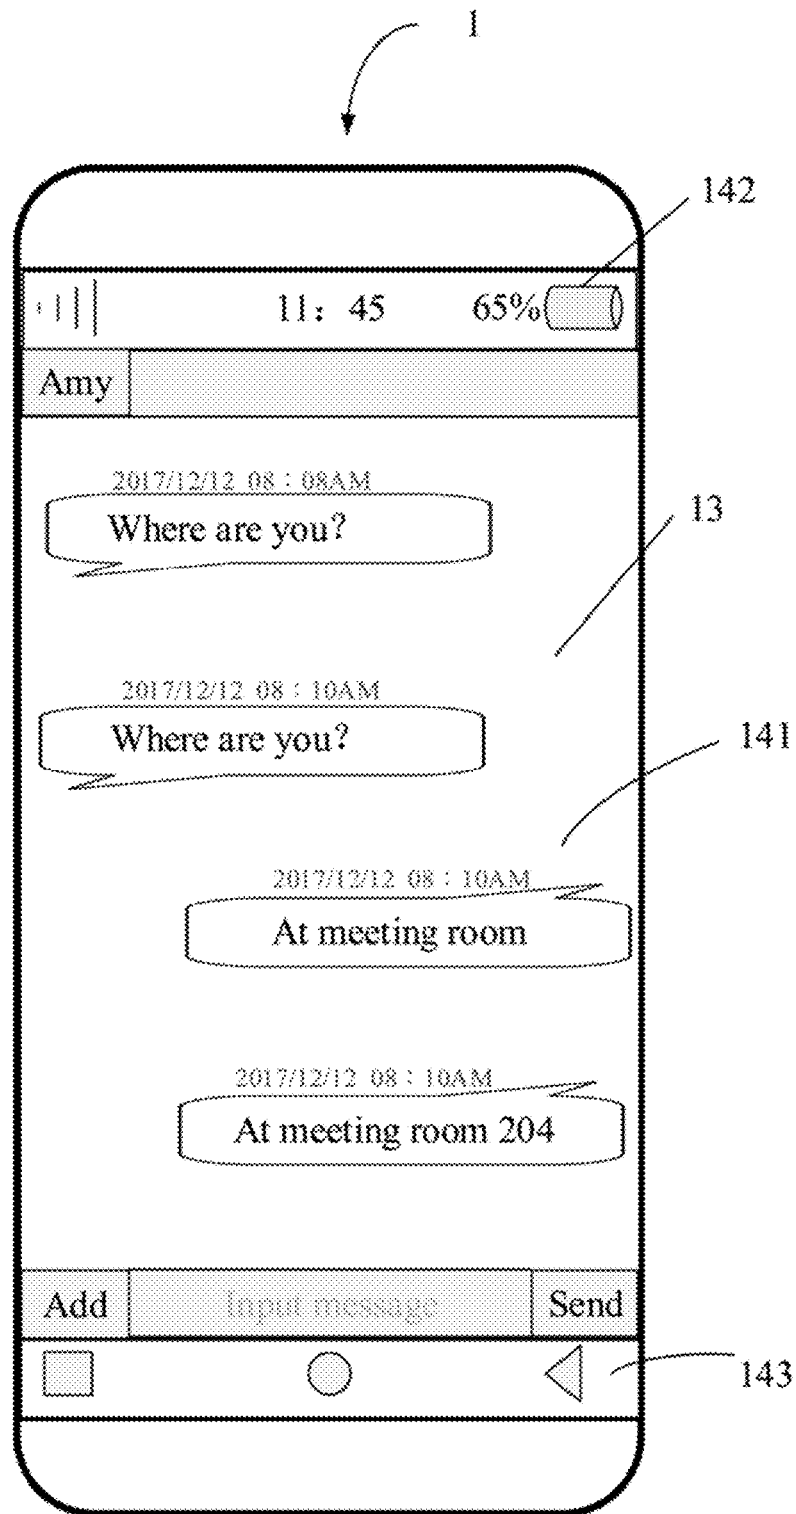 1
142
11： 45 65%
Amy
2017/12/12 08：08AM
Where are you?
13
2017/12/12 08：10AM
Where are you?
141
2017/12/12 08：10AM
At meeting room
2017/12/12 08：10AM
At meeting room 204
Add Input message Send
143